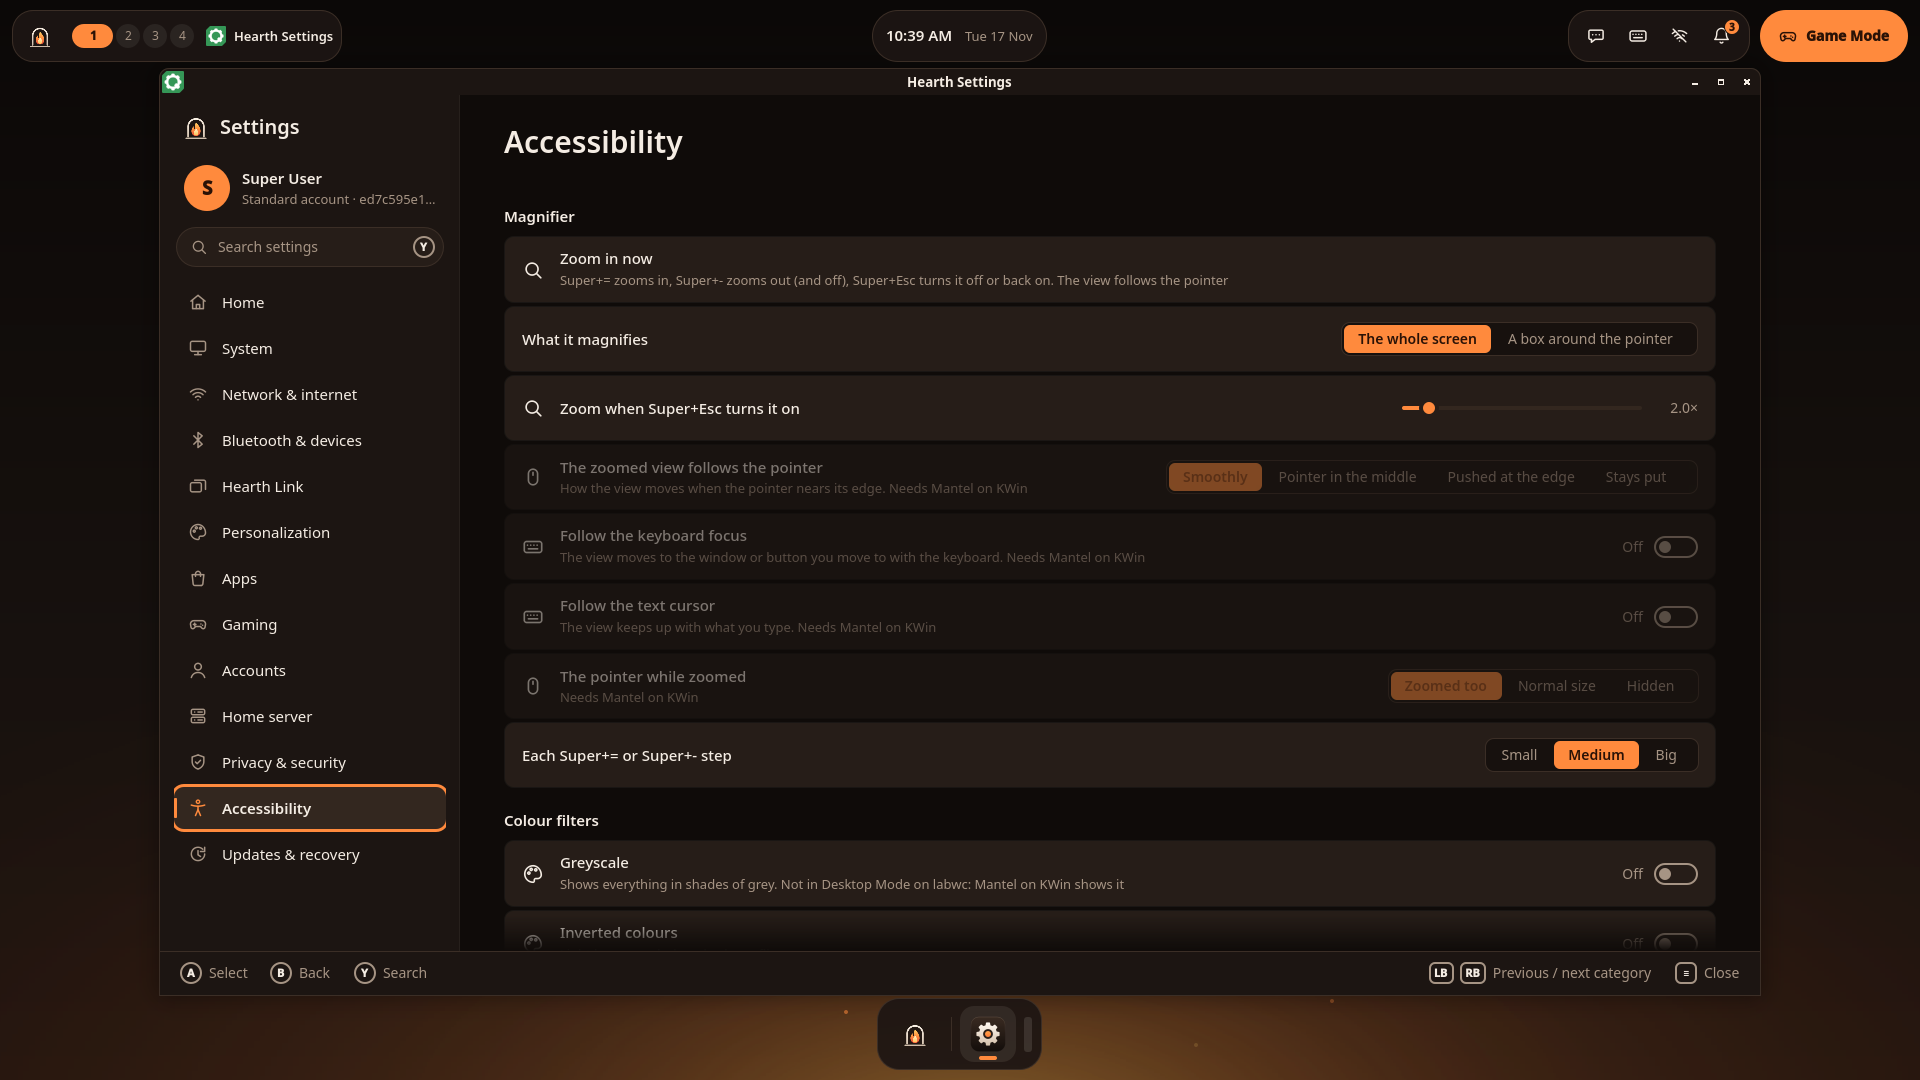 1 2 3 4 Hearth Settings
10:39 AM Tue 17 Nov
3
Game Mode
Hearth Settings
Settings
S
Super User
Standard account · ed7c595e1...
Search settings Y
Home
System
Network & internet
Bluetooth & devices
Hearth Link
Personalization
Apps
Gaming
Accounts
Home server
Privacy & security
Accessibility
Updates & recovery
Accessibility
Magnifier
Zoom in now
Super+= zooms in, Super+- zooms out (and off), Super+Esc turns it off or back on. The view follows the pointer
What it magnifies The whole screen A box around the pointer
Zoom when Super+Esc turns it on 2.0×
The zoomed view follows the pointer
How the view moves when the pointer nears its edge. Needs Mantel on KWin
Smoothly Pointer in the middle Pushed at the edge Stays put
Follow the keyboard focus
The view moves to the window or button you move to with the keyboard. Needs Mantel on KWin
Off
Follow the text cursor
The view keeps up with what you type. Needs Mantel on KWin
Off
The pointer while zoomed
Needs Mantel on KWin
Zoomed too Normal size Hidden
Each Super+= or Super+- step Small Medium Big
Colour filters
Greyscale
Shows everything in shades of grey. Not in Desktop Mode on labwc: Mantel on KWin shows it
Off
Inverted colours
Off
A Select B Back Y Search
LB RB Previous / next category ≡ Close